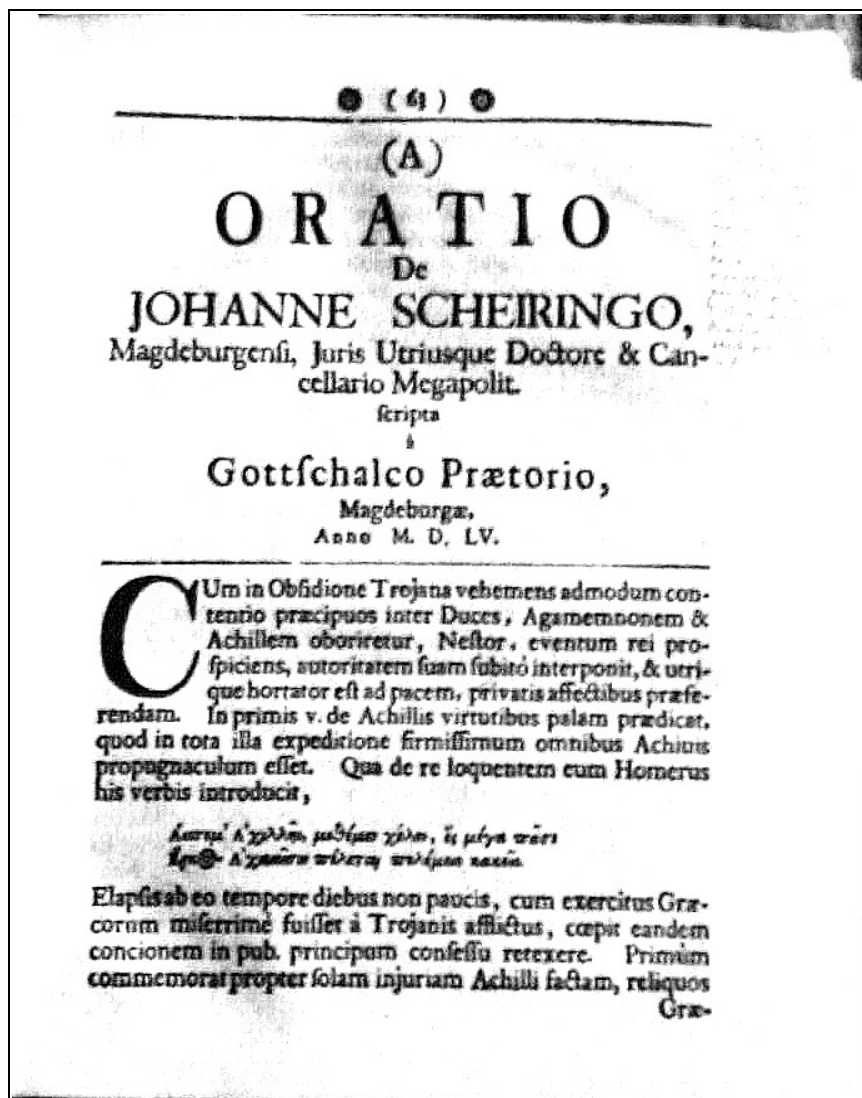 (A)
ORATIO
De
JOHANNE SCHEIRINGO,
Magdeburgenſi, Juris Utriusque Doctore & Can-
cellario Megapolit.
ſcripta
à
Gottſchalco Prætorio,
Magdeburgæ,
Anno M. D. LV.
CUm in Obſidione Trojana vehemens admodum con-
tentio præcipuos inter Duces, Agamemnonem &
Achillem oboriretur, Neſtor, eventum rei pro-
ſpiciens, autoritatem ſuam ſubitò interponit, & utri-
que hortator eſt ad pacem, privatis affectibus præfe-
rendam. In primis v. de Achillis virtutibus palam prædicat,
quod in tota illa expeditione firmiſſimum omnibus Achivis
propugnaculum eſſet. Qua de re loquentem eum Homerus
his verbis introducit,
μέγα πᾶσι
Elapſis ab eo tempore diebus non paucis, cum exercitus Græ-
corum miſerrimè fuiſſet à Trojanis afflictus, cœpit eandem
concionem in pub. principum conſeſſu retexere. Primùm
commemorat propter ſolam injuriam Achilli factam, reliquos
Græ-